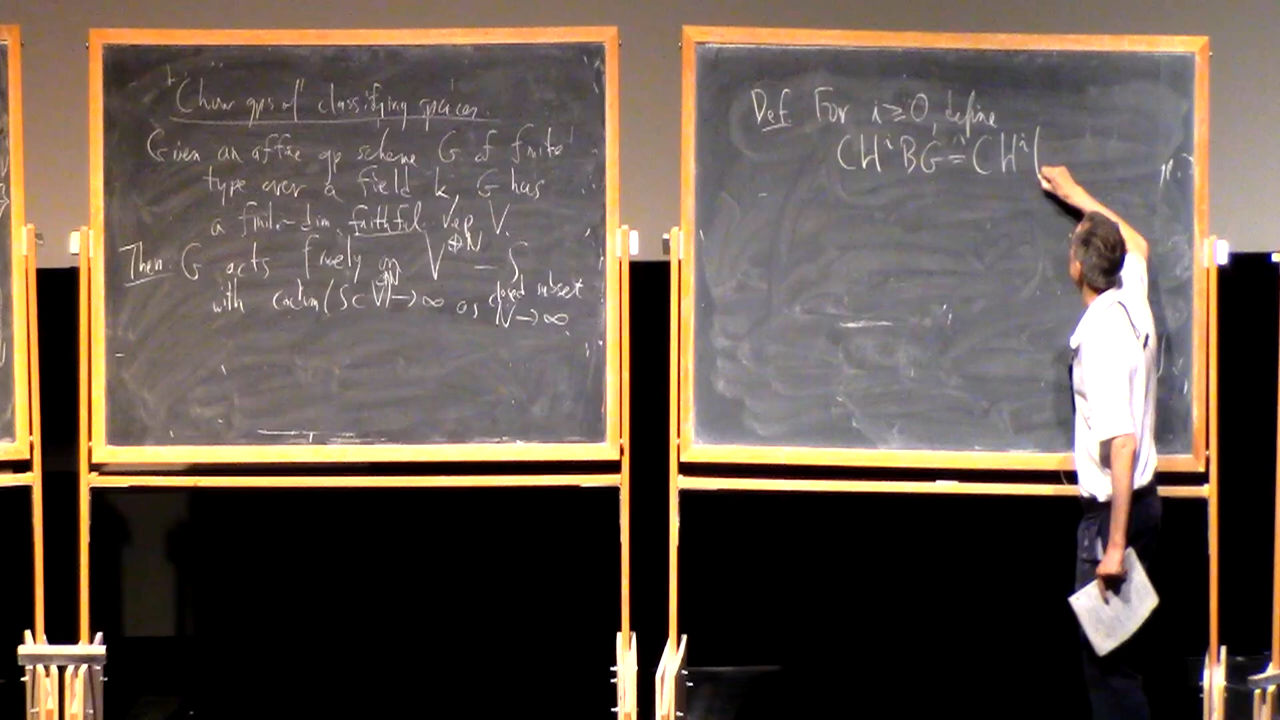 Chow gps of classifying spaces.
Given an affine gp scheme G of finite
type over a field k, G has
a finite-dim. faithful rep V.
Then G acts freely on V^{⊕N} - S
with codim(S ⊂ V^{⊕N}) → ∞ as N → ∞
closed subset
Def. For i ≥ 0, define
CH^i BG "=" CH^i(